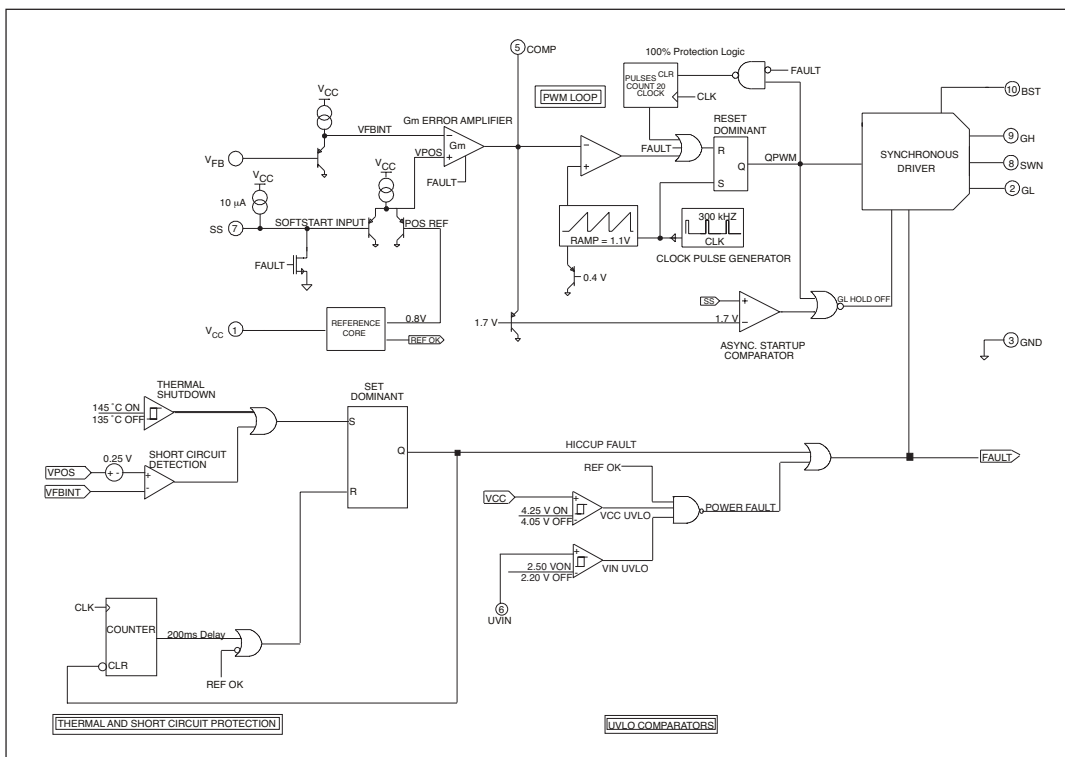 5 COMP
100% Protection Logic
VCC
PULSES CLR
COUNT 20
CLOCK
FAULT
CLK
10 BST
PWM LOOP
Gm ERROR AMPLIFIER
VFBINT
−
Gm
+
VPOS
VFB
RESET
DOMINANT
FAULT
R
Q
QPWM
S
9 GH
SYNCHRONOUS
DRIVER
8 SWN
2 GL
−
+
VCC
VCC
FAULT
10 µA
SS 7
SOFTSTART INPUT
POS REF
300 kHZ
CLK
RAMP = 1.1V
CLOCK PULSE GENERATOR
FAULT
0.4 V
SS
+
−
1.7 V
1.7 V
GL HOLD OFF
ASYNC. STARTUP
COMPARATOR
VCC 1
REFERENCE
CORE
0.8V
REF OK
3 GND
THERMAL
SHUTDOWN
145 ˚C ON
135 ˚C OFF
SET
DOMINANT
S
Q
R
0.25 V
+ -
SHORT CIRCUIT
DETECTION
VPOS
VFBINT
+
-
HICCUP FAULT
FAULT
REF OK
POWER FAULT
VCC
4.25 V ON
4.05 V OFF
+
-
VCC UVLO
2.50 VON
2.20 V OFF
+
-
VIN UVLO
6
UVIN
CLK
COUNTER
CLR
200ms Delay
REF OK
THERMAL AND SHORT CIRCUIT PROTECTION
UVLO COMPARATORS